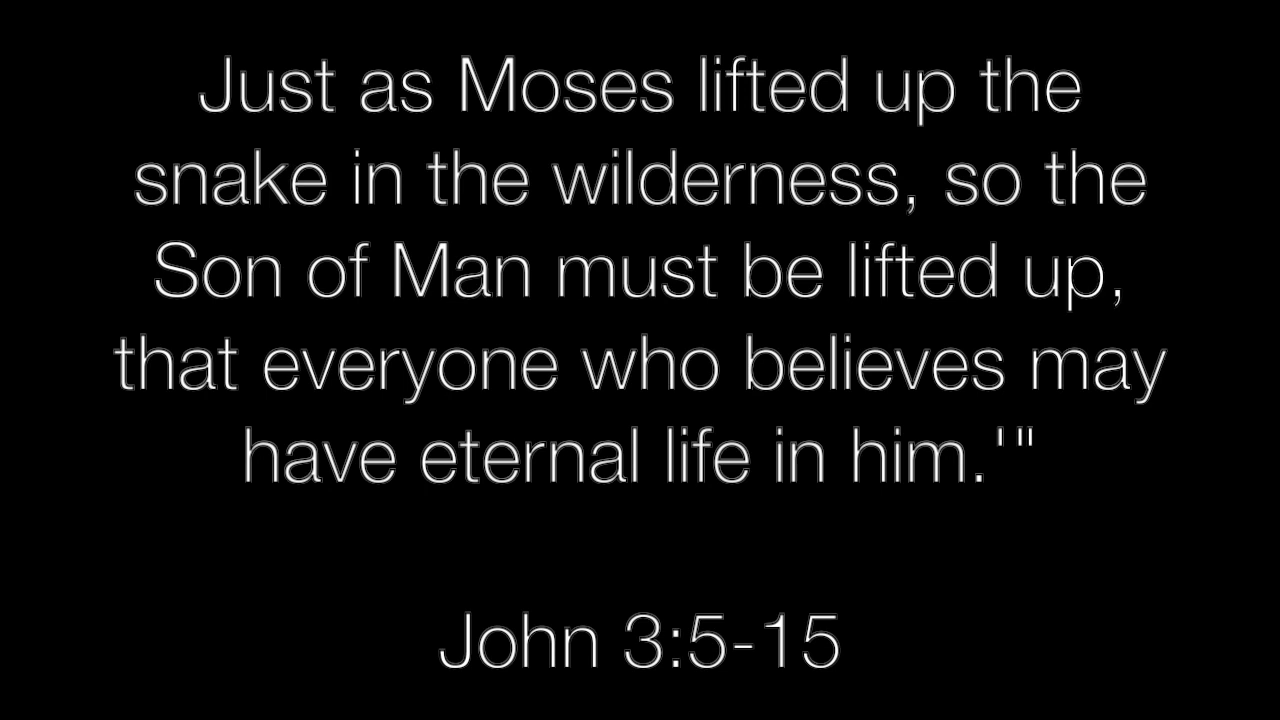 Just as Moses lifted up the
snake in the wilderness, so the
Son of Man must be lifted up,
that everyone who believes may
have eternal life in him.'"
John 3:5-15